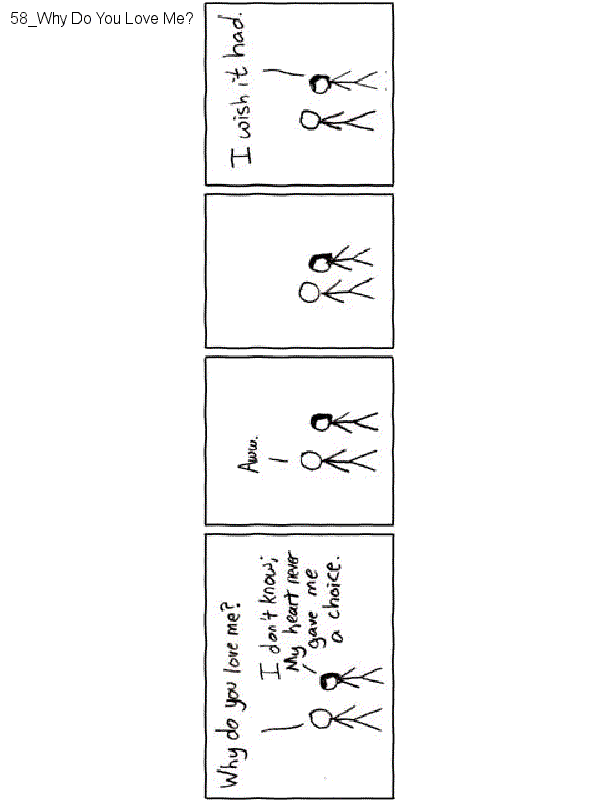 58_Why Do You Love Me?
Why do you love me?
I don't know;
My heart never
gave me
a choice.
Aww.
I wish it had.